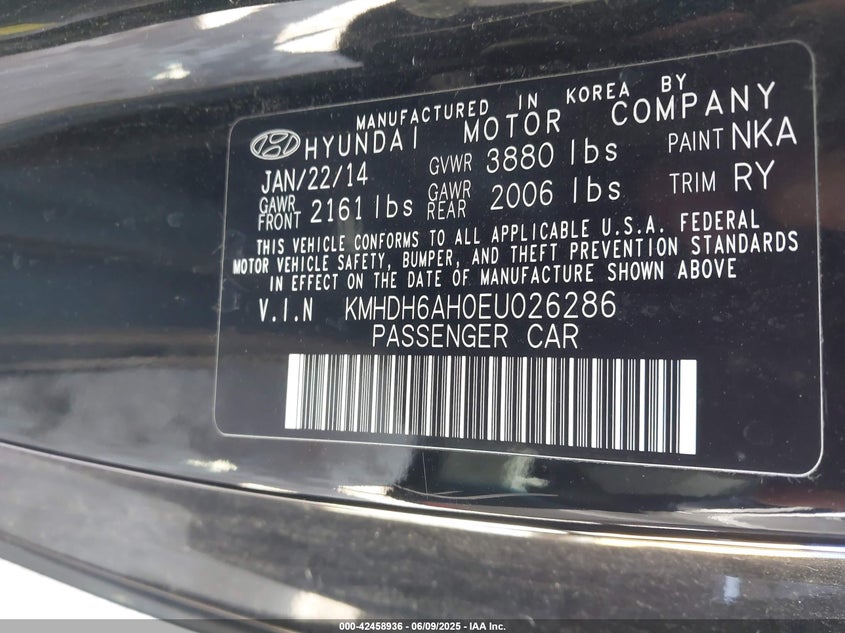 MANUFACTURED IN KOREA BY
HYUNDAI MOTOR COMPANY
JAN/22/14 GVWR 3880 lbs PAINT NKA
GAWR FRONT 2161 lbs GAWR REAR 2006 lbs TRIM RY
THIS VEHICLE CONFORMS TO ALL APPLICABLE U.S.A. FEDERAL
MOTOR VEHICLE SAFETY, BUMPER, AND THEFT PREVENTION STANDARDS
IN EFFECT ON THE DATE OF MANUFACTURE SHOWN ABOVE
V.I.N KMHDH6AH0EU026286
PASSENGER CAR
000-42458936 - 06/09/2025 - IAA Inc.